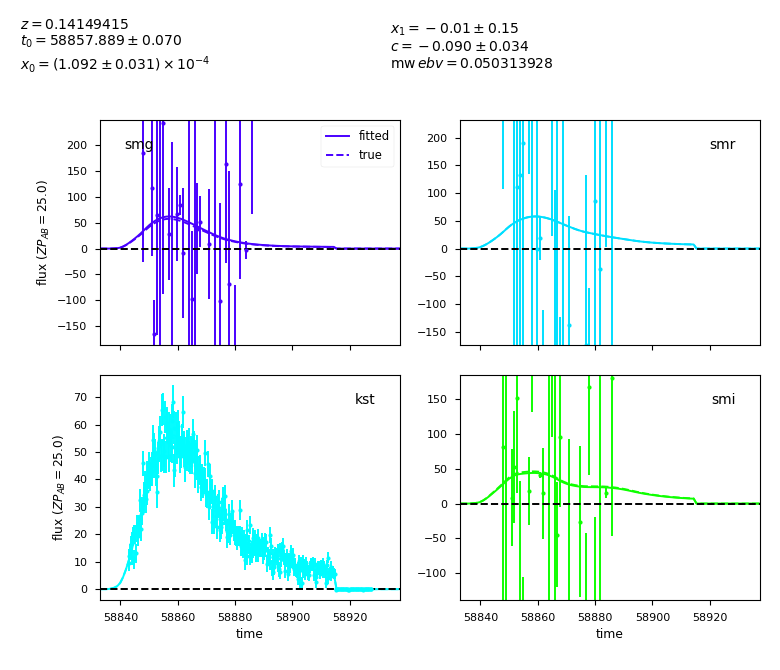 z = 0.14149415
t₀ = 58857.889 ± 0.070
x₀ = (1.092 ± 0.031) × 10⁻⁴
x₁ = −0.01 ± 0.15
c = −0.090 ± 0.034
mw ebv = 0.050313928
smg
fitted
true
200
150
100
50
0
−50
−100
−150
flux (ZP_AB = 25.0)
smr
200
150
100
50
0
−50
−100
−150
kst
70
60
50
40
30
20
10
0
flux (ZP_AB = 25.0)
58840 58860 58880 58900 58920
time
smi
150
100
50
0
−50
−100
58840 58860 58880 58900 58920
time